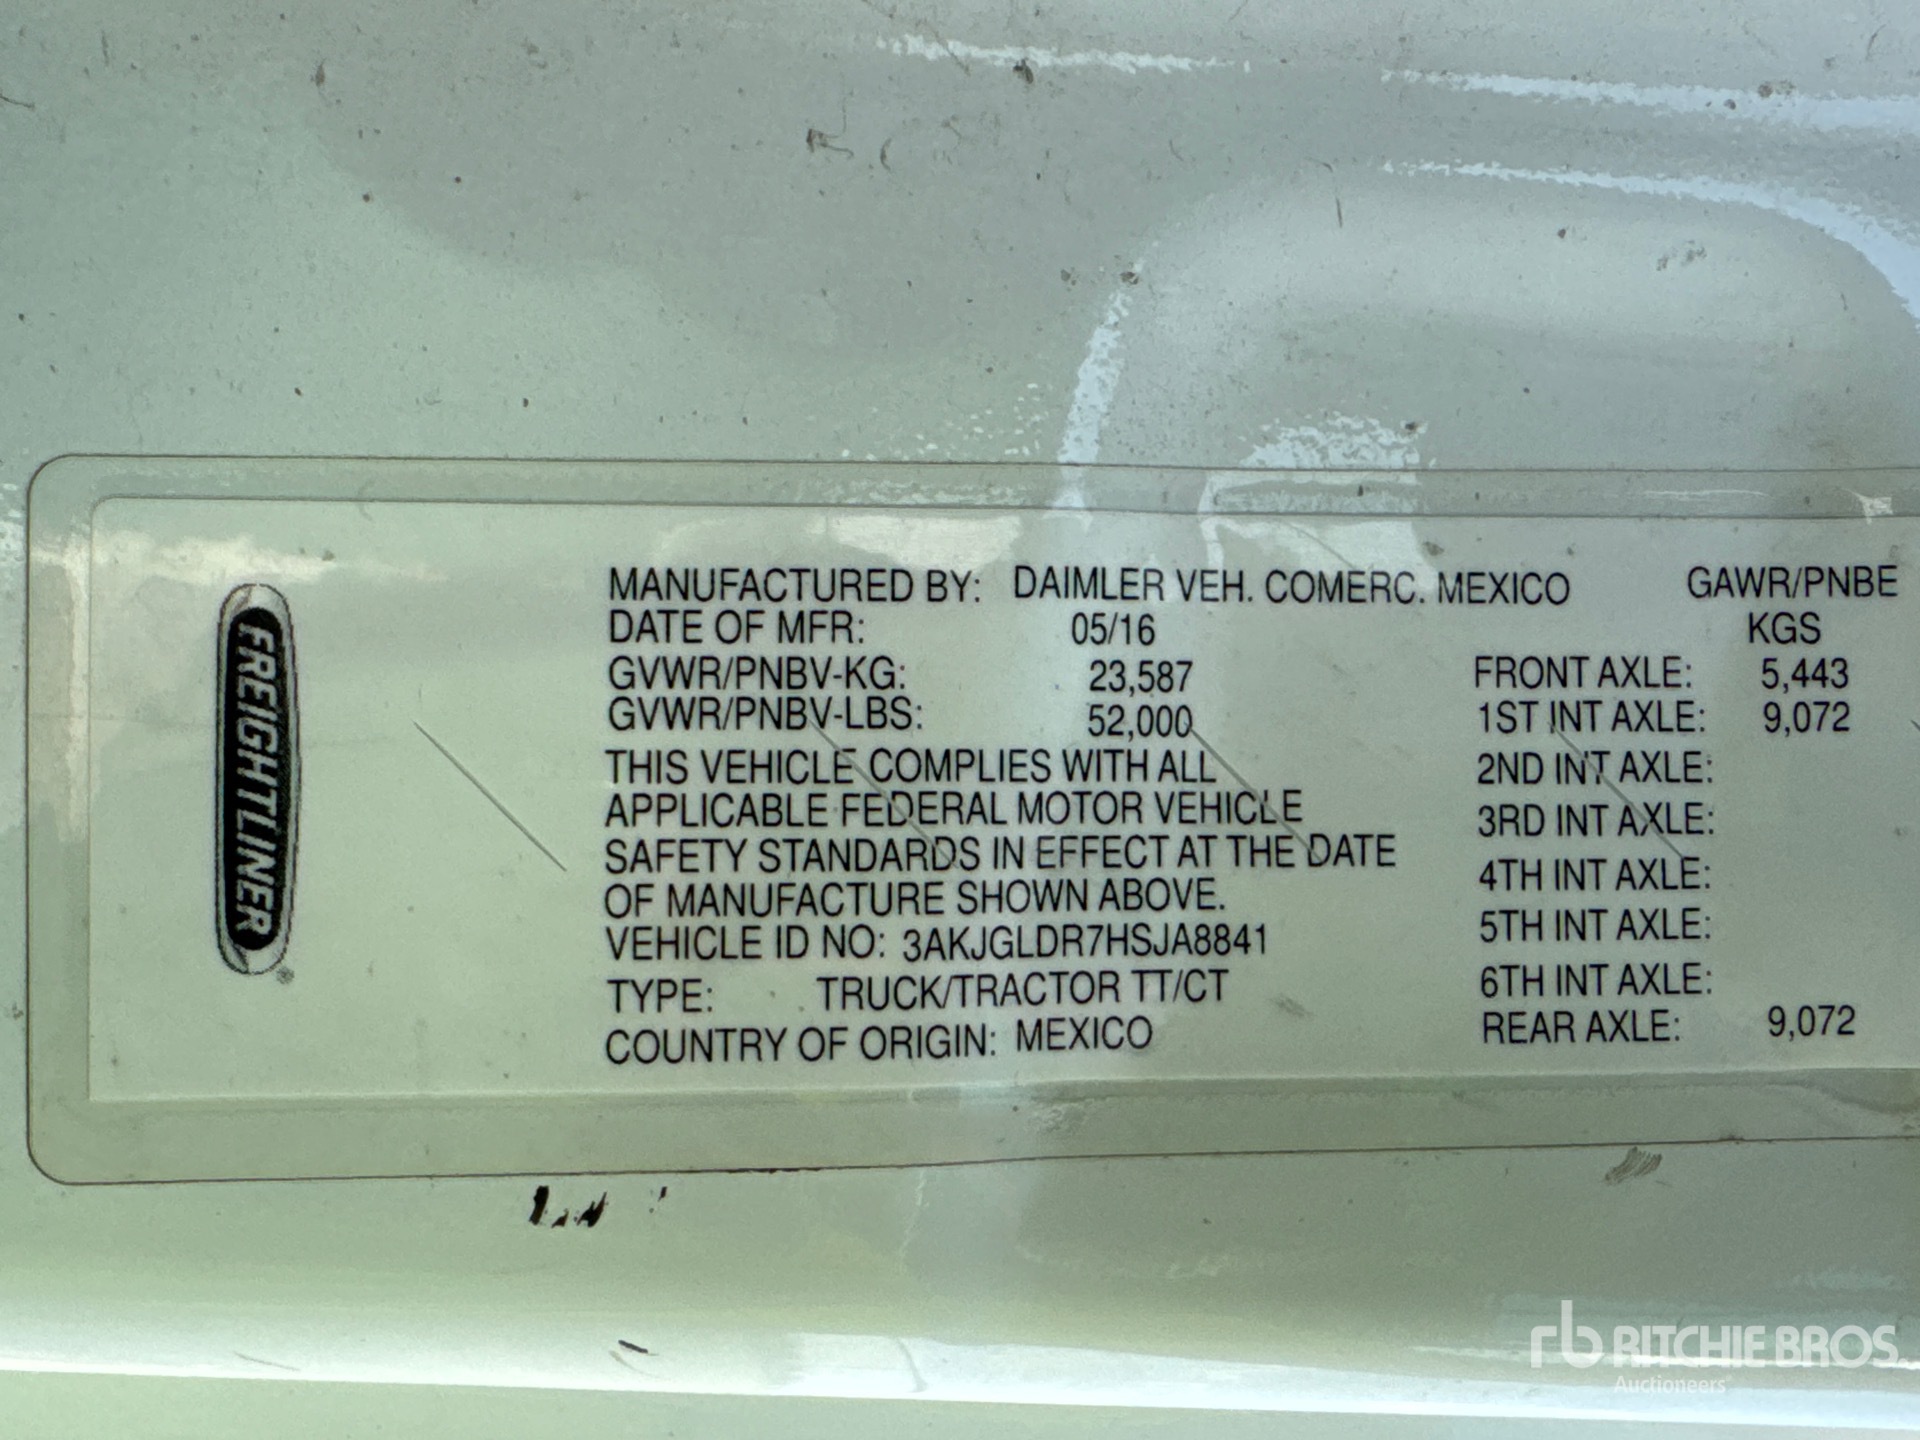 FREIGHTLINER
MANUFACTURED BY: DAIMLER VEH. COMERC. MEXICO
DATE OF MFR: 05/16
GVWR/PNBV-KG: 23,587
GVWR/PNBV-LBS: 52,000
THIS VEHICLE COMPLIES WITH ALL
APPLICABLE FEDERAL MOTOR VEHICLE
SAFETY STANDARDS IN EFFECT AT THE DATE
OF MANUFACTURE SHOWN ABOVE.
VEHICLE ID NO: 3AKJGLDR7HSJA8841
TYPE: TRUCK/TRACTOR TT/CT
COUNTRY OF ORIGIN: MEXICO
GAWR/PNBE
KGS
FRONT AXLE: 5,443
1ST INT AXLE: 9,072
2ND INT AXLE:
3RD INT AXLE:
4TH INT AXLE:
5TH INT AXLE:
6TH INT AXLE:
REAR AXLE: 9,072
rb RITCHIE BROS.
Auctioneers